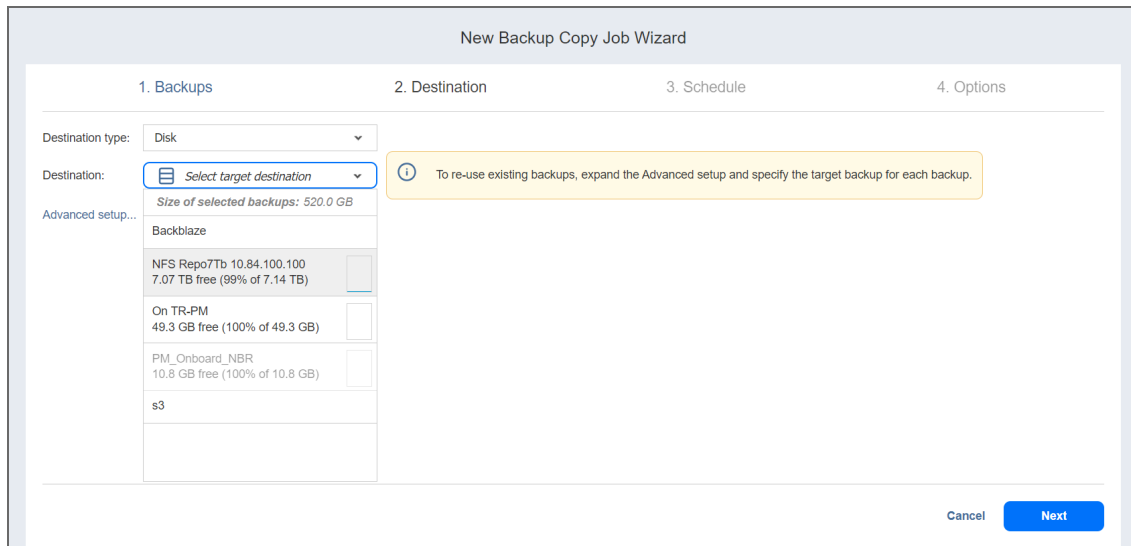 New Backup Copy Job Wizard
1. Backups
2. Destination
3. Schedule
4. Options
Destination type:
Disk
Destination:
Select target destination
To re-use existing backups, expand the Advanced setup and specify the target backup for each backup.
Size of selected backups: 520.0 GB
Advanced setup...
Backblaze
NFS Repo7Tb 10.84.100.100
7.07 TB free (99% of 7.14 TB)
On TR-PM
49.3 GB free (100% of 49.3 GB)
PM_Onboard_NBR
10.8 GB free (100% of 10.8 GB)
s3
Cancel
Next